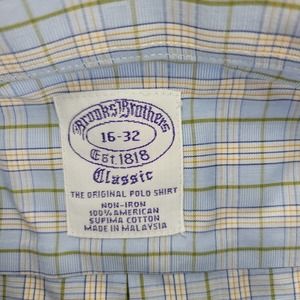 Brooks Brothers
16-32
Est. 1818
Classic
THE ORIGINAL POLO SHIRT
NON-IRON
100% AMERICAN
SUPIMA COTTON
MADE IN MALAYSIA